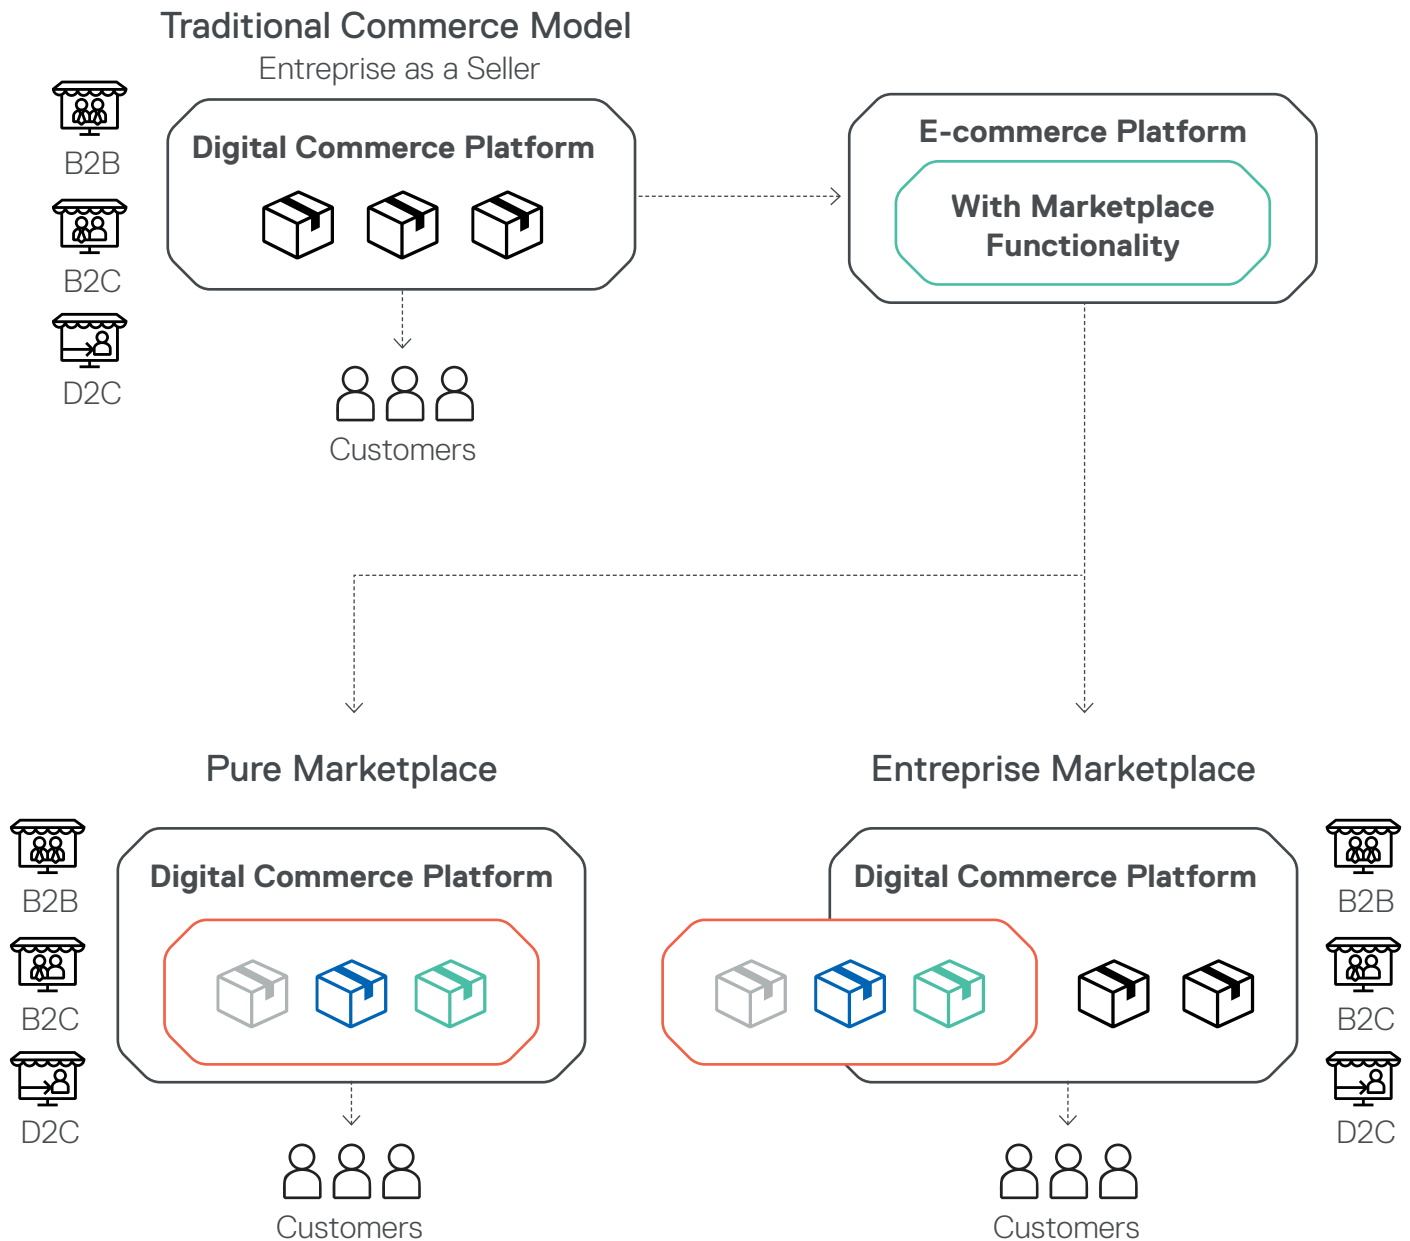 Traditional Commerce Model
Entreprise as a Seller
B2B
B2C
D2C
Digital Commerce Platform
Customers
E-commerce Platform
With Marketplace
Functionality
Pure Marketplace
B2B
B2C
D2C
Digital Commerce Platform
Customers
Entreprise Marketplace
Digital Commerce Platform
B2B
B2C
D2C
Customers